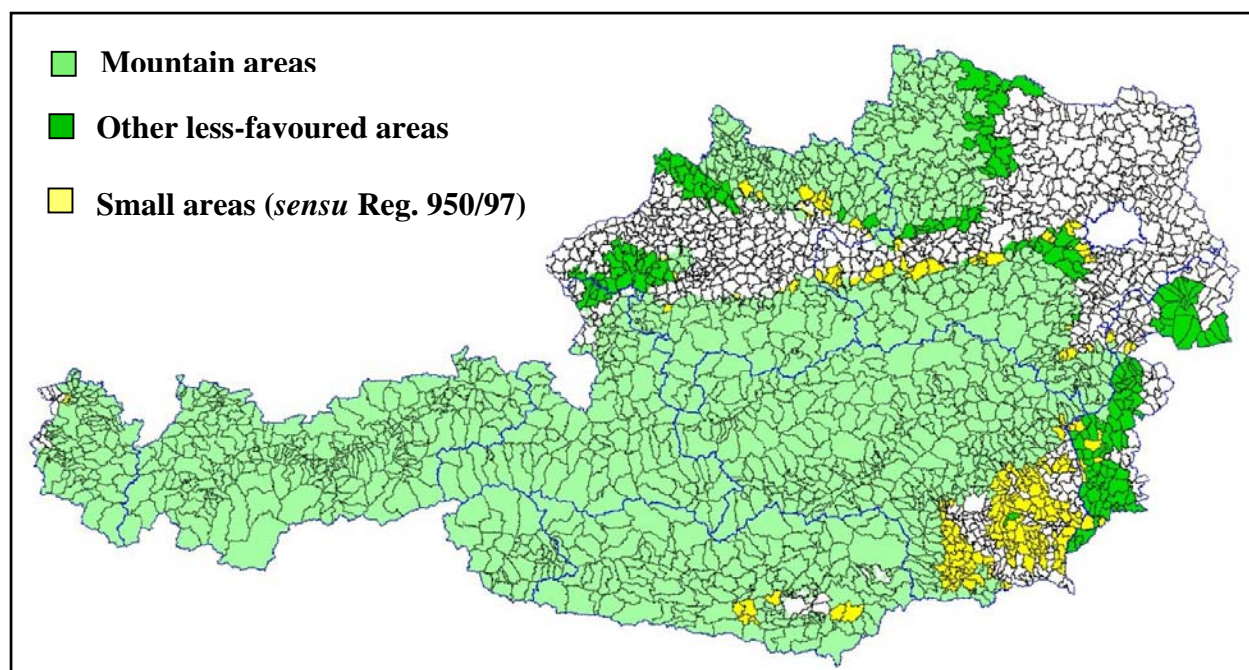 Mountain areas
Other less-favoured areas
Small areas (sensu Reg. 950/97)